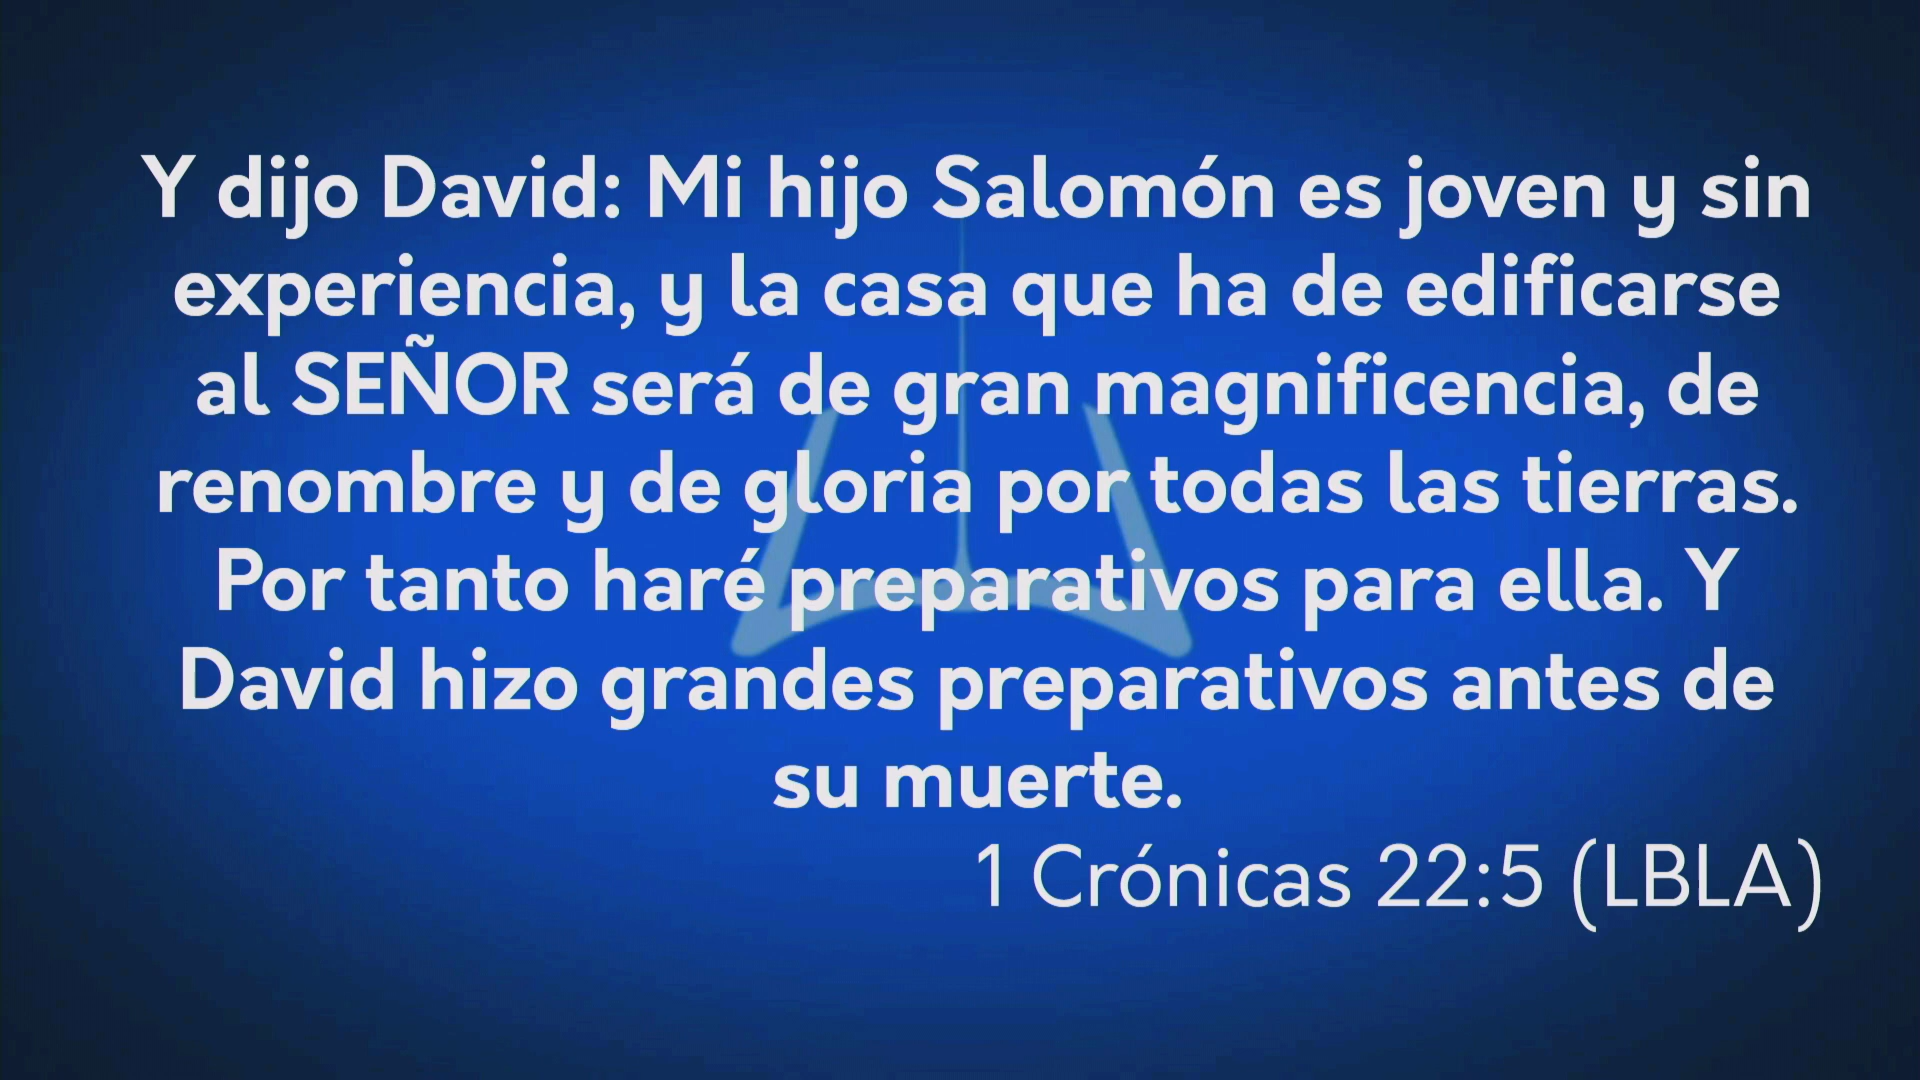 Y dijo David: Mi hijo Salomón es joven y sin
experiencia, y la casa que ha de edificarse
al SEÑOR será de gran magnificencia, de
renombre y de gloria por todas las tierras.
Por tanto haré preparativos para ella. Y
David hizo grandes preparativos antes de
su muerte.
1 Crónicas 22:5 (LBLA)